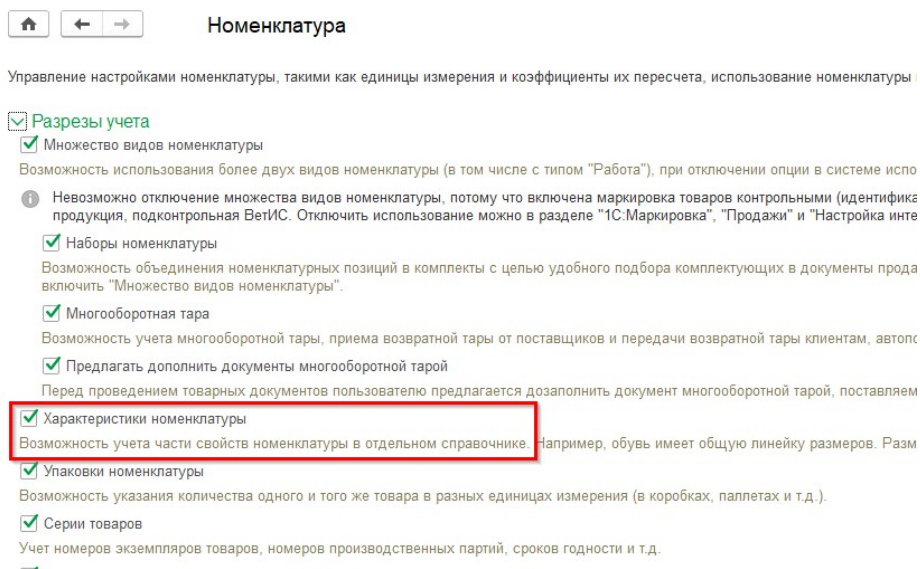 Номенклатура
Управление настройками номенклатуры, такими как единицы измерения и коэффициенты их пересчета, использование номенклатуры
Разрезы учета
Множество видов номенклатуры
Возможность использования более двух видов номенклатуры (в том числе с типом "Работа"), при отключении опции в системе испо
Невозможно отключение множества видов номенклатуры, потому что включена маркировка товаров контрольными (идентифика
продукция, подконтрольная ВетИС. Отключить использование можно в разделе "1С:Маркировка", "Продажи" и "Настройка инте
Наборы номенклатуры
Возможность объединения номенклатурных позиций в комплекты с целью удобного подбора комплектующих в документы прода
включить "Множество видов номенклатуры".
Многооборотная тара
Возможность учета многооборотной тары, приема возвратной тары от поставщиков и передачи возвратной тары клиентам, автопо
Предлагать дополнить документы многооборотной тарой
Перед проведением товарных документов пользователю предлагается дозаполнить документ многооборотной тарой, поставляем
Характеристики номенклатуры
Возможность учета части свойств номенклатуры в отдельном справочнике. Например, обувь имеет общую линейку размеров. Разм
Упаковки номенклатуры
Возможность указания количества одного и того же товара в разных единицах измерения (в коробках, паллетах и т.д.).
Серии товаров
Учет номеров экземпляров товаров, номеров производственных партий, сроков годности и т.д.